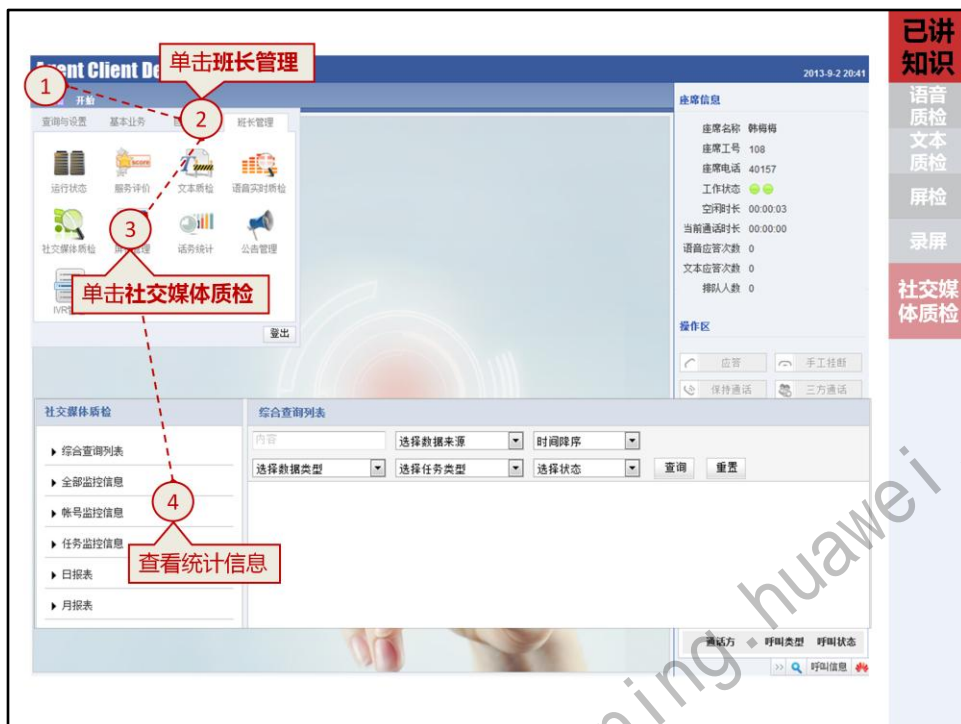 已讲
知识
语音
质检
文本
质检
屏检
录屏
社交媒
体质检
单击班长管理
2013-9-2 20:41
1
2
开始
查询与设置 基本业务 班长管理
运行状态 服务评价 文本质检 语音实时质检
3
社交媒体质检 话务统计 公告管理
单击社交媒体质检
登出
座席信息
座席名称 韩梅梅
座席工号 108
座席电话 40157
工作状态
空闲时长 00:00:03
当前通话时长 00:00:00
语音应答次数 0
文本应答次数 0
排队人数 0
操作区
应答 手工挂断
保持通话 三方通话
社交媒体质检
综合查询列表
全部监控信息
帐号监控信息
任务监控信息
日报表
月报表
4
查看统计信息
综合查询列表
内容 选择数据来源 时间降序
选择数据类型 选择任务类型 选择状态 查询 重置
通话方 呼叫类型 呼叫状态
>> 呼叫信息
ning.huawei